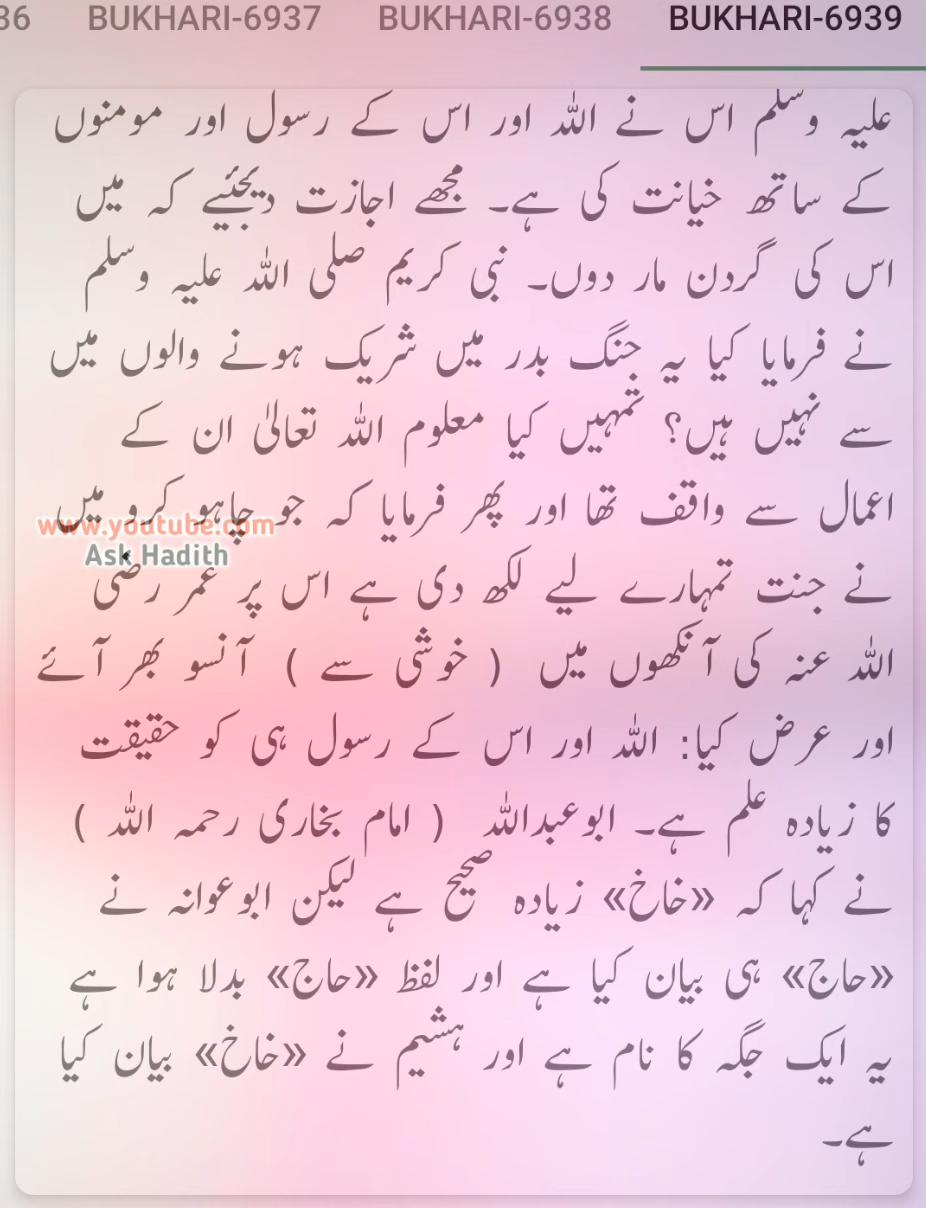 36 BUKHARI-6937 BUKHARI-6938 BUKHARI-6939
علیہ وسلم اس نے اللہ اور اس کے رسول اور مومنوں
کے ساتھ خیانت کی ہے۔ مجھے اجازت دیجئیے کہ میں
اس کی گردن مار دوں۔ نبی کریم صلی اللہ علیہ وسلم
نے فرمایا کیا یہ جنگ بدر میں شریک ہونے والوں میں
سے نہیں ہیں؟ تمہیں کیا معلوم اللہ تعالیٰ ان کے
اعمال سے واقف تھا اور پھر فرمایا کہ جو چاہو کرو میں
www.youtube.com
Ask Hadith
نے جنت تمہارے لیے لکھ دی ہے اس پر عمر رضی
اللہ عنہ کی آنکھوں میں ( خوشی سے ) آنسو بھر آئے
اور عرض کیا: اللہ اور اس کے رسول ہی کو حقیقت
کا زیادہ علم ہے۔ ابوعبداللہ ( امام بخاری رحمہ اللہ )
نے کہا کہ «خاخ» زیادہ صحیح ہے لیکن ابوعوانہ نے
«حاج» ہی بیان کیا ہے اور لفظ «حاج» بدلا ہوا ہے
یہ ایک جگہ کا نام ہے اور ہشیم نے «خاخ» بیان کیا
ہے۔